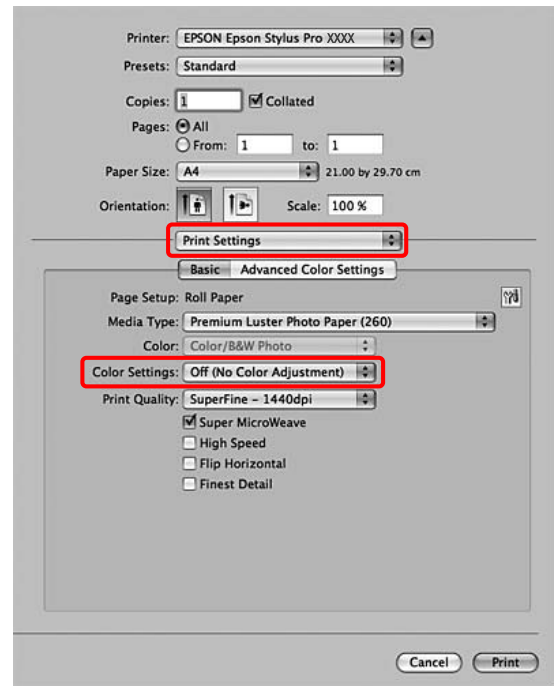 Printer: EPSON Epson Stylus Pro XXXX
Presets: Standard
Copies: 1 Collated
Pages: All
From: 1 to: 1
Paper Size: A4 21.00 by 29.70 cm
Orientation: Scale: 100 %
Print Settings
Basic Advanced Color Settings
Page Setup: Roll Paper
Media Type: Premium Luster Photo Paper (260)
Color: Color/B&W Photo
Color Settings: Off (No Color Adjustment)
Print Quality: SuperFine – 1440dpi
Super MicroWeave
High Speed
Flip Horizontal
Finest Detail
Cancel Print